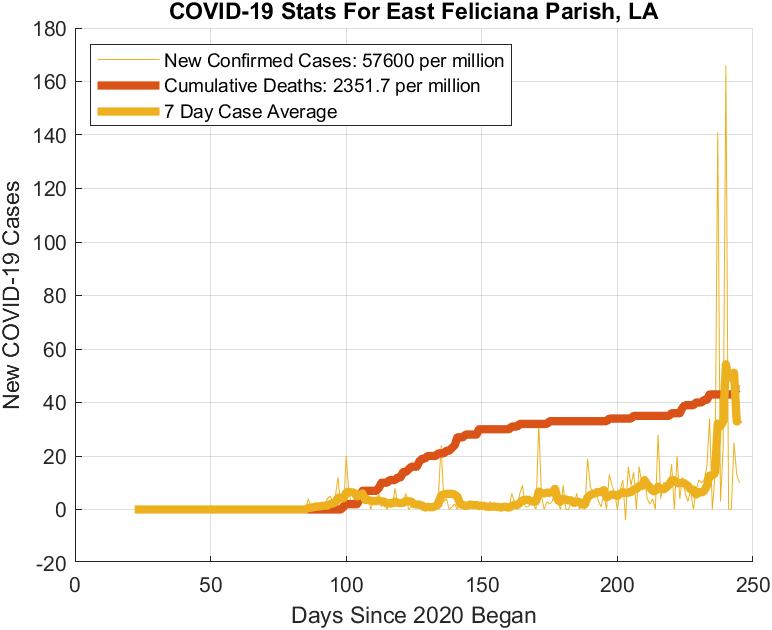 COVID-19 Stats For East Feliciana Parish, LA
New Confirmed Cases: 57600 per million
Cumulative Deaths: 2351.7 per million
7 Day Case Average
180
160
140
120
100
80
60
40
20
0
-20
New COVID-19 Cases
0 50 100 150 200 250
Days Since 2020 Began